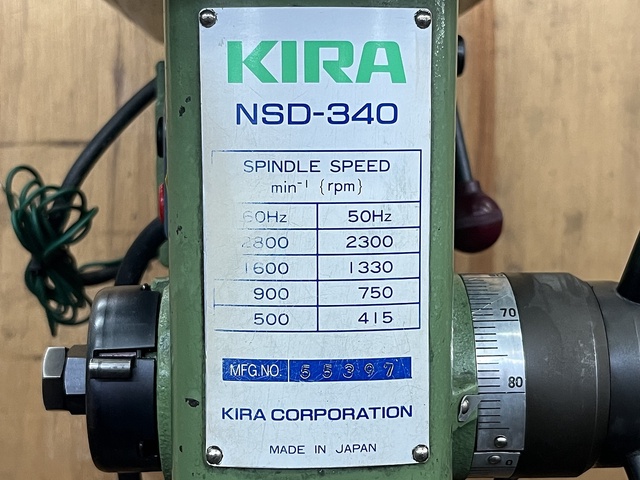 KIRA
NSD-340
SPINDLE SPEED
min⁻¹ {rpm}
60Hz 50Hz
2800 2300
1600 1330
900 750
500 415
MFG.NO. 55397
KIRA CORPORATION
MADE IN JAPAN
70
80
0